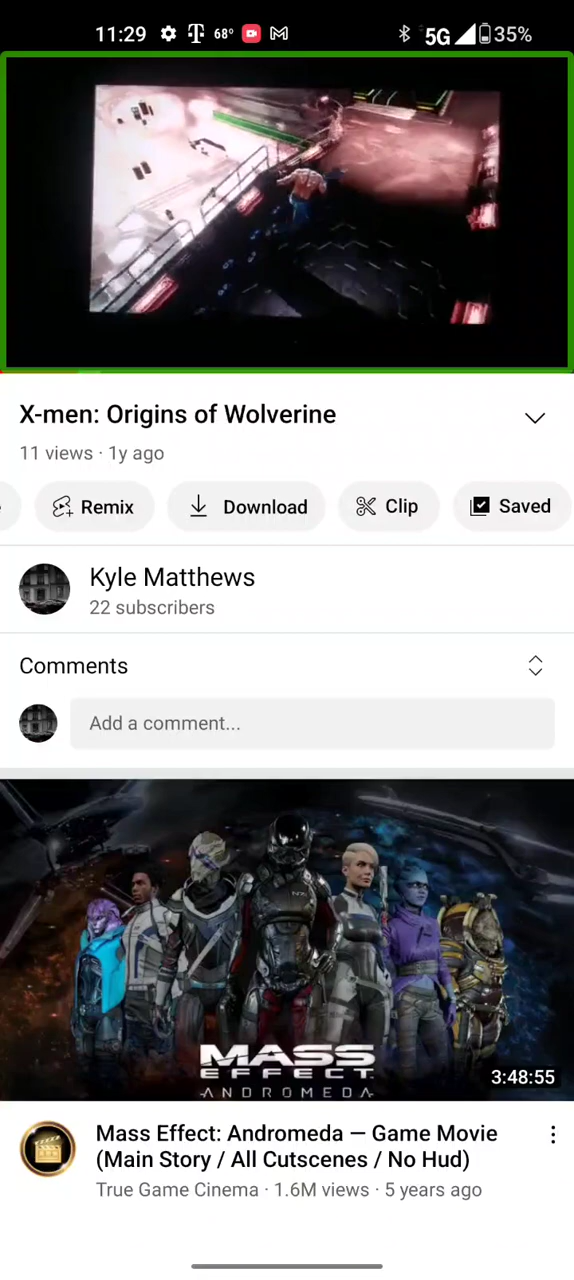 11:29 68° 5G 35%
X-men: Origins of Wolverine
11 views · 1y ago
Remix Download Clip Saved
Kyle Matthews
22 subscribers
Comments
Add a comment...
MASS
EFFECT
ANDROMEDA
3:48:55
Mass Effect: Andromeda — Game Movie
(Main Story / All Cutscenes / No Hud)
True Game Cinema · 1.6M views · 5 years ago